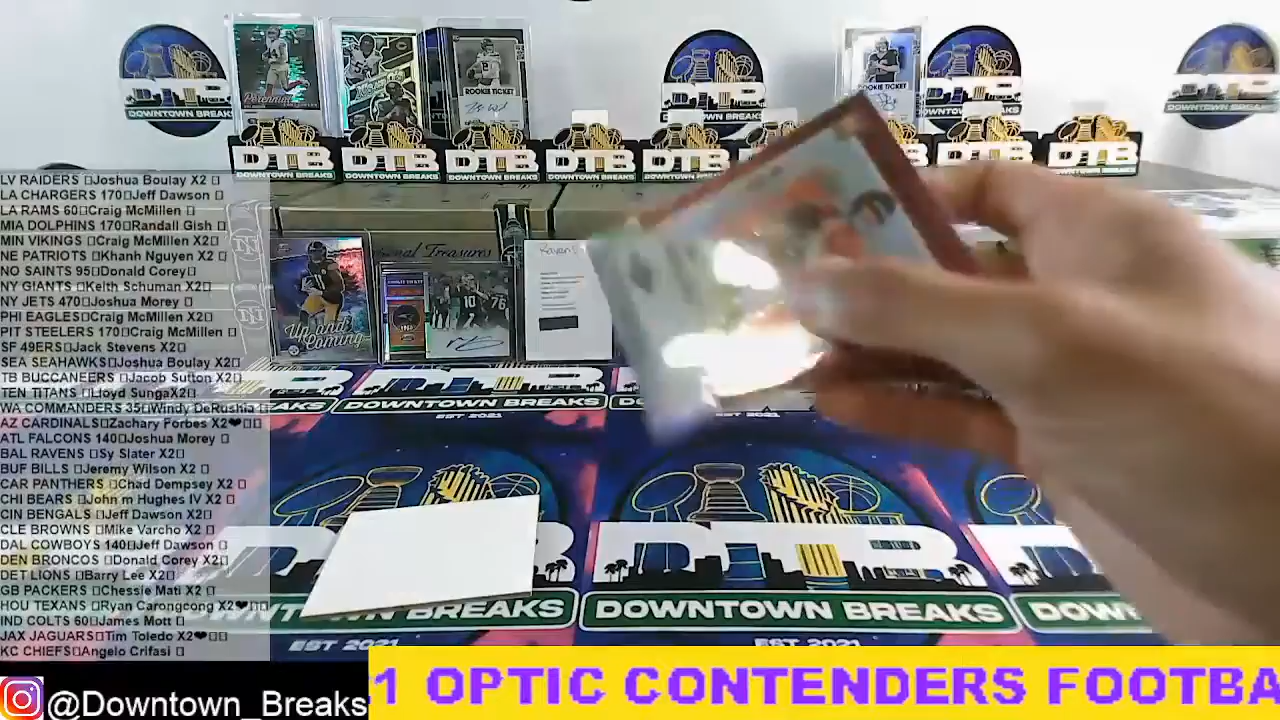 LV RAIDERS Joshua Boulay X2
LA CHARGERS 170 Jeff Dawson
LA RAMS 60 Craig McMillen
MIA DOLPHINS 170 Randall Gish
MIN VIKINGS Craig McMillen X2
NE PATRIOTS Khanh Nguyen X2
NO SAINTS 95 Donald Corey
NY GIANTS Keith Schuman X2
NY JETS 470 Joshua Morey
PHI EAGLES Craig McMillen X2
PIT STEELERS 170 Craig McMillen
SF 49ERS Jack Stevens X2
SEA SEAHAWKS Joshua Boulay X2
TB BUCCANEERS Jacob Sutton X2
TEN TITANS Lloyd Sunga X2
WA COMMANDERS 35 Windy DeRushia
AZ CARDINALS Zachary Forbes X2❤
ATL FALCONS 140 Joshua Morey
BAL RAVENS Sy Slater X2
BUF BILLS Jeremy Wilson X2
CAR PANTHERS Chad Dempsey X2
CHI BEARS John m Hughes IV X2
CIN BENGALS Jeff Dawson X2
CLE BROWNS Mike Varcho X2
DAL COWBOYS 140 Jeff Dawson
DEN BRONCOS Donald Corey X2
DET LIONS Barry Lee X2
GB PACKERS Chessie Mati X2
HOU TEXANS Ryan Carongcong X2❤
IND COLTS 60 James Mott
JAX JAGUARS Tim Toledo X2❤
KC CHIEFS Angelo Crifasi
@Downtown_Breaks
1 OPTIC CONTENDERS FOOTBA
DTB
DOWNTOWN BREAKS
DTB
DOWNTOWN BREAKS
DTB
DOWNTOWN BREAKS
ROOKIE TICKET
ROOKIE TICKET
DTB
DTB
DTB
DTB
DTB
DTB
DTB
Up and Coming
Treasures
10
76
DOWNTOWN BREAKS
EST 2021
DTB
DOWNTOWN BREAKS
EST 2021
EST 2021